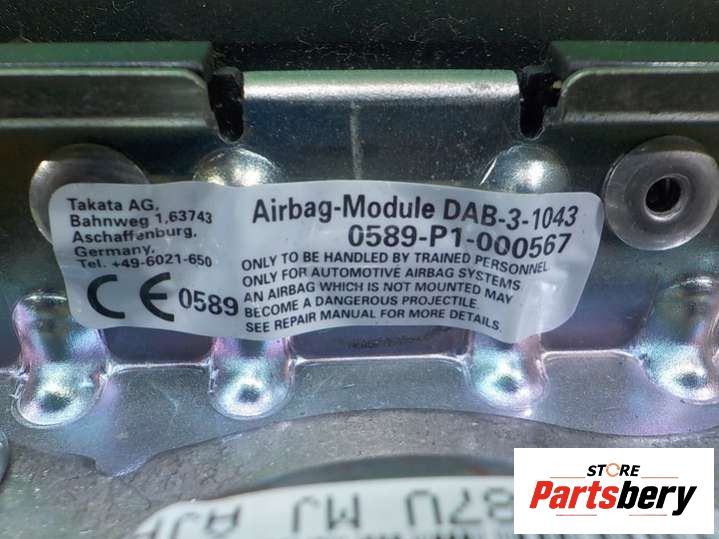 Takata AG,
Bahnweg 1,63743
Aschaffenburg,
Germany.
Tel. +49-6021-650
CE 0589
Airbag-Module DAB-3-1043
0589-P1-000567
ONLY TO BE HANDLED BY TRAINED PERSONNEL
ONLY FOR AUTOMOTIVE AIRBAG SYSTEMS
AN AIRBAG WHICH IS NOT MOUNTED MAY
BECOME A DANGEROUS PROJECTILE.
SEE REPAIR MANUAL FOR MORE DETAILS.
MJ
STORE
Partsbery